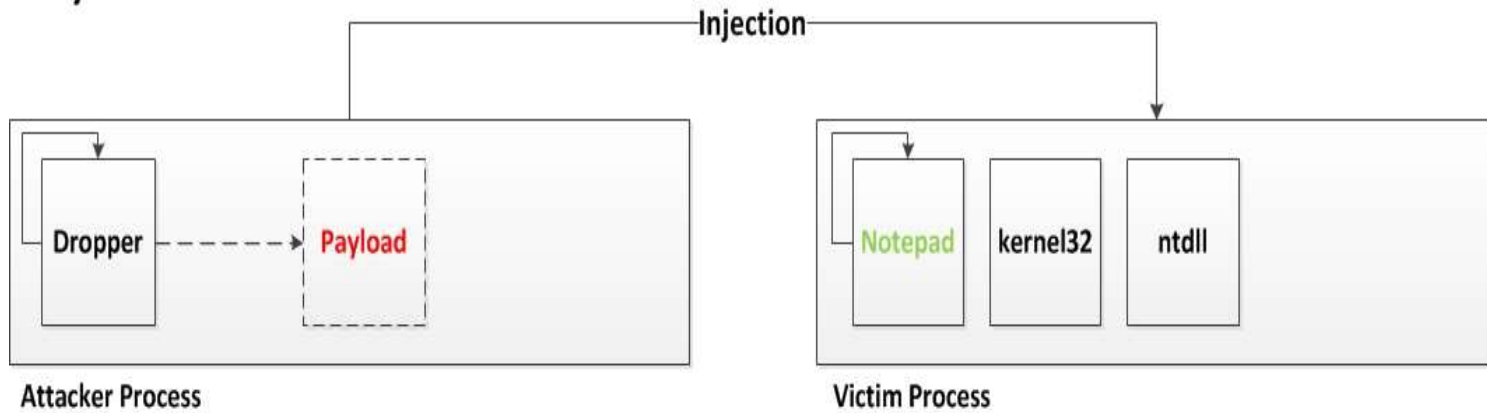 Injection
Dropper
Payload
Notepad
kernel32
ntdll
Attacker Process
Victim Process